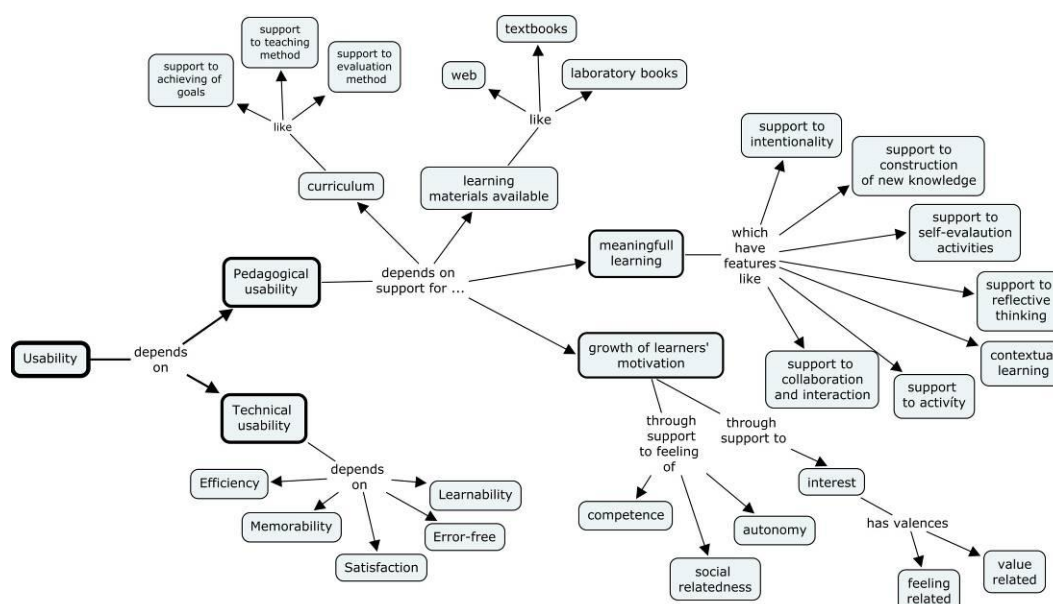 support
to teaching
method
support to
achieving of
goals
support to
evaluation
method
like
curriculum
textbooks
web
laboratory books
like
learning
materials available
support to
intentionality
support to
construction
of new knowledge
support to
self-evalaution
activities
support to
reflective
thinking
contextual
learning
support
to activity
support to
collaboration
and interaction
which
have
features
like
meaningfull
learning
depends on
support for ...
Pedagogical
usability
Usability
depends
on
Technical
usability
depends
on
Efficiency
Memorability
Satisfaction
Error-free
Learnability
growth of learners'
motivation
through
support
to feeling
of
through
support to
competence
social
relatedness
autonomy
interest
has valences
feeling
related
value
related